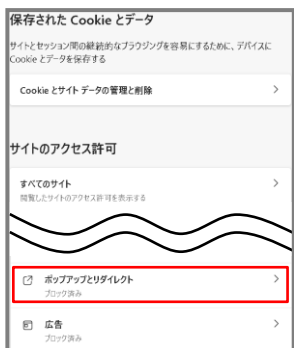 保存された Cookie とデータ
サイトとセッション間の継続的なブラウジングを容易にするために、デバイスに
Cookie とデータを保存する
Cookie とサイト データの管理と削除
サイトのアクセス許可
すべてのサイト
閲覧したサイトのアクセス許可を表示する
ポップアップとリダイレクト
ブロック済み
広告
ブロック済み